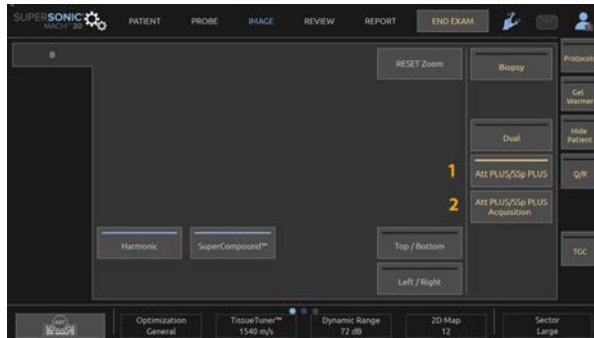 SUPERSONIC
MACH™ 30
PATIENT
PROBE
IMAGE
REVIEW
REPORT
END EXAM
B
RESET Zoom
Biopsy
Protocol
Gel
Warmer
Dual
Hide
Patient
1
Att PLUS/SSp PLUS
Q/R
2
Att PLUS/SSp PLUS
Acquisition
Harmonic
SuperCompound™
Top / Bottom
TGC
Left / Right
Optimization
General
TissueTuner™
1540 m/s
Dynamic Range
72 dB
2D Map
12
Sector
Large